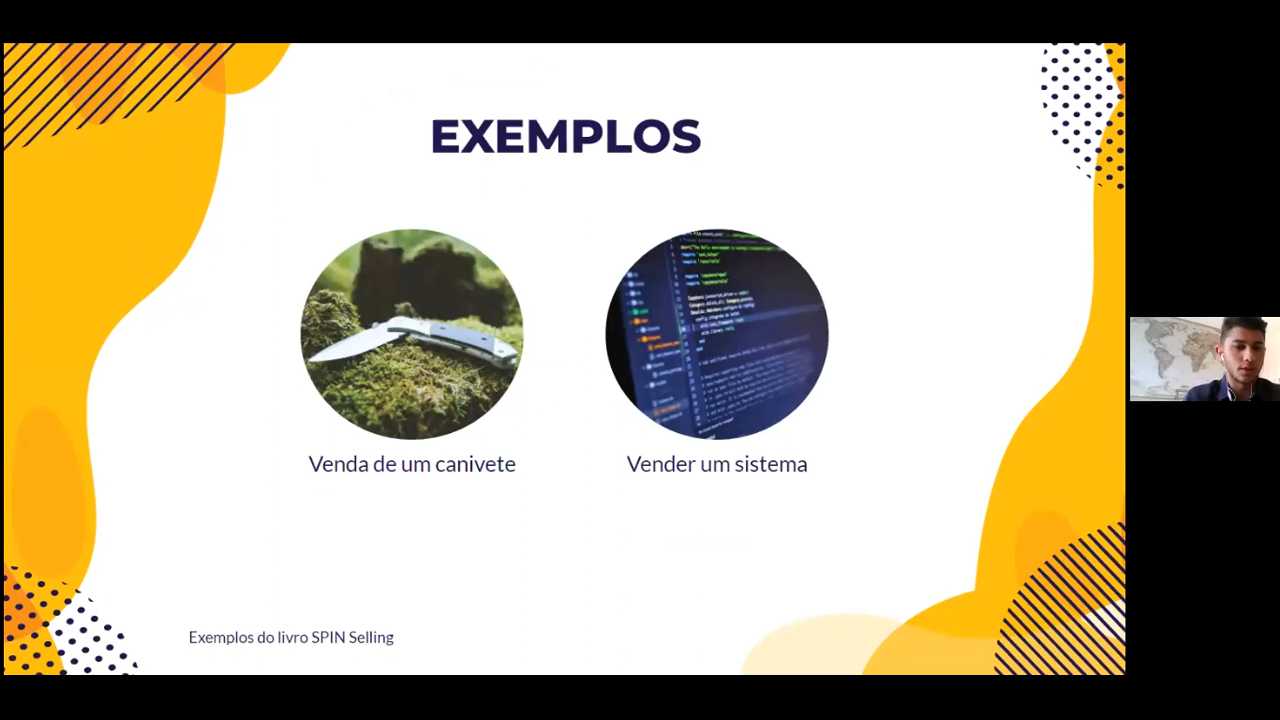 EXEMPLOS
Venda de um canivete
Vender um sistema
Exemplos do livro SPIN Selling